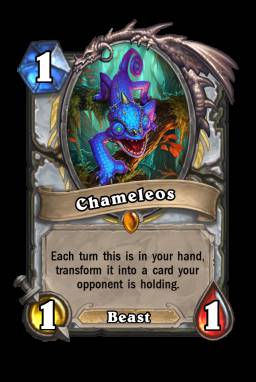 1
Chameleos
Each turn this is in your hand,
transform it into a card your
opponent is holding.
1
Beast
1